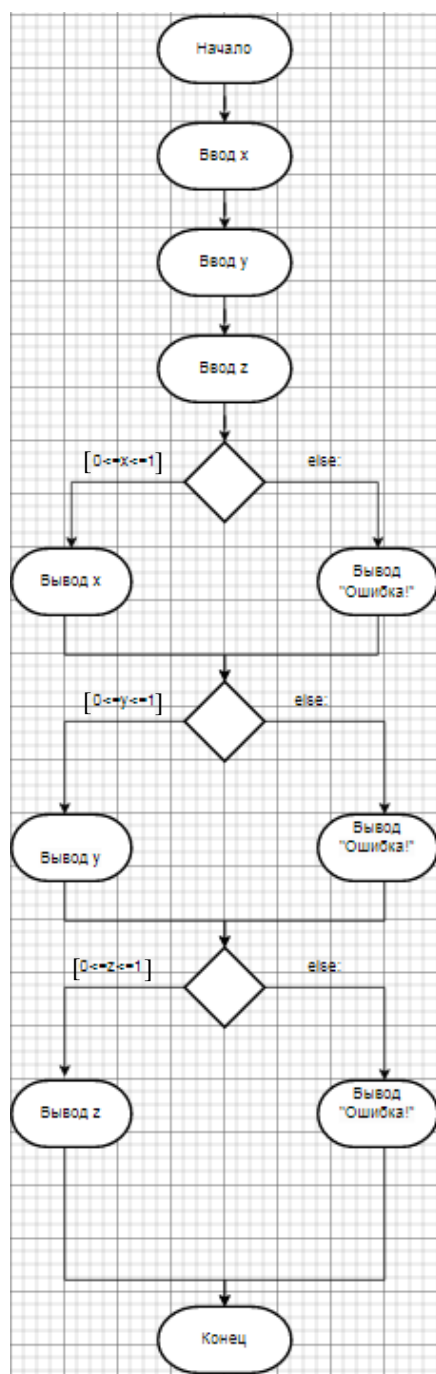 Начало
Ввод x
Ввод y
Ввод z
[0<=x<=1] else:
Вывод x
Вывод
"Ошибка!"
[0<=y<=1] else:
Вывод y
Вывод
"Ошибка!"
[0<=z<=1] else:
Вывод z
Вывод
"Ошибка!"
Конец